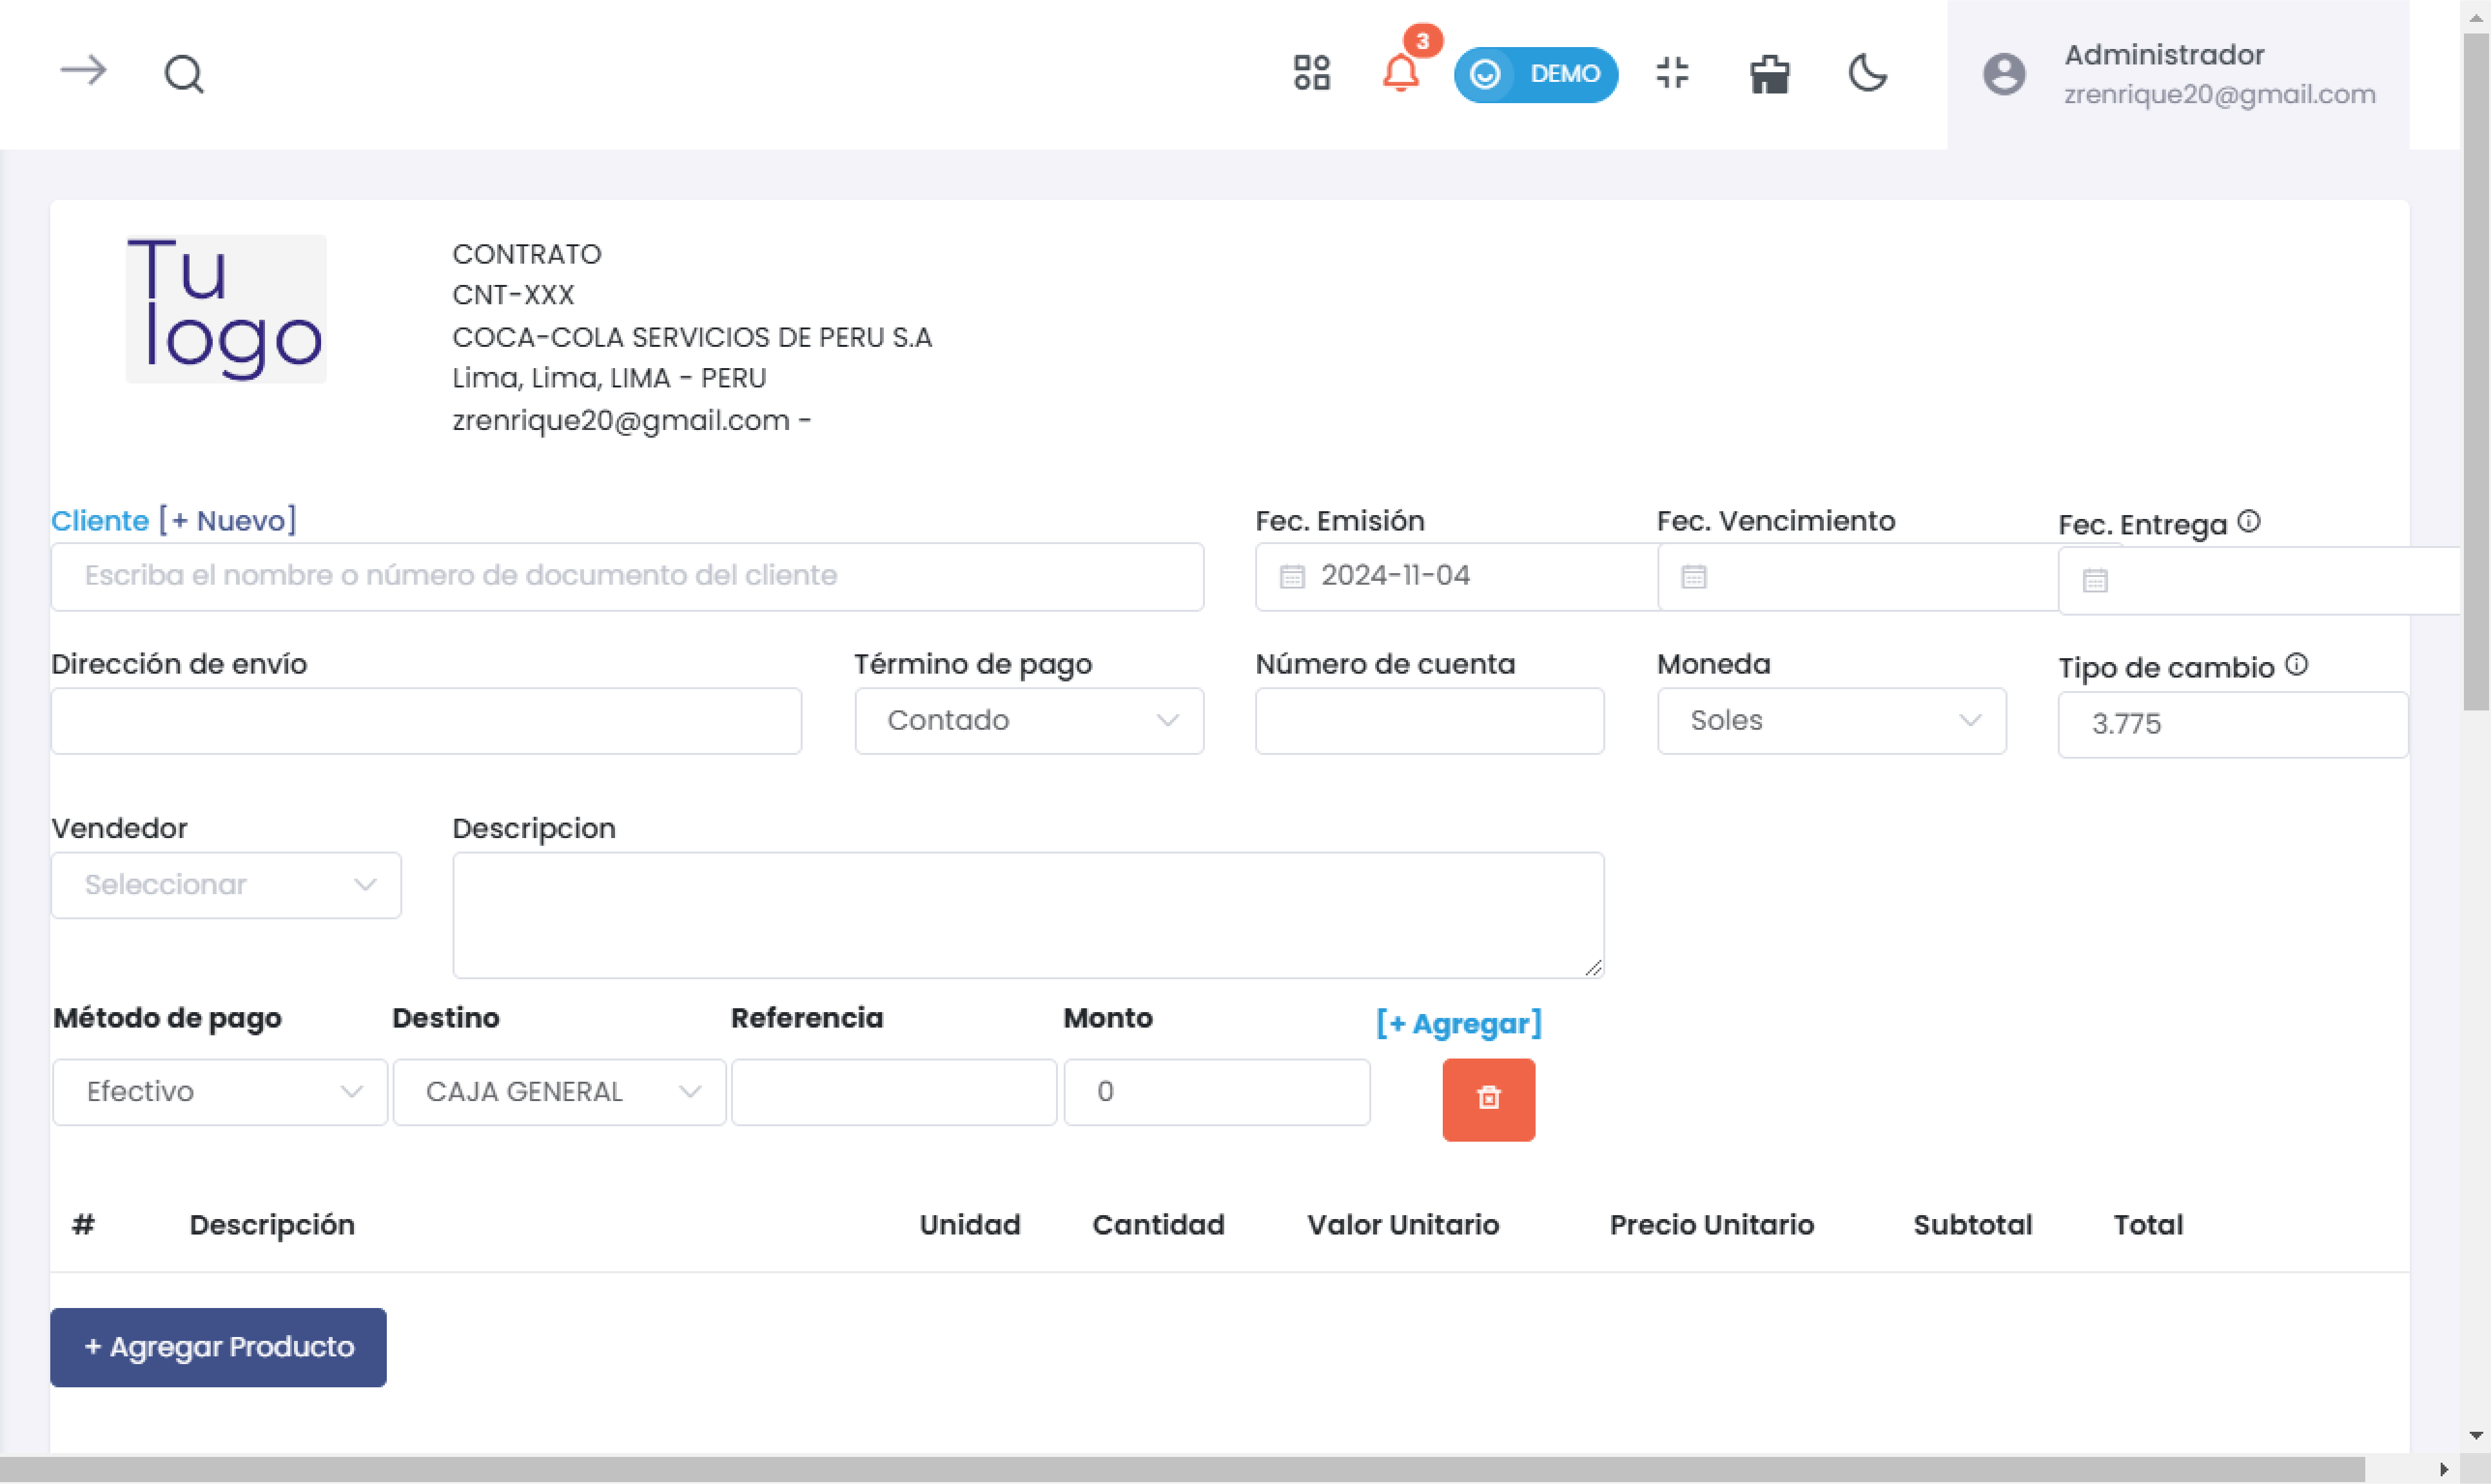 3
DEMO
Administrador
zrenrique20@gmail.com
Tu
logo
CONTRATO
CNT-XXX
COCA-COLA SERVICIOS DE PERU S.A
Lima, Lima, LIMA - PERU
zrenrique20@gmail.com -
Cliente [+ Nuevo]
Fec. Emisión
Fec. Vencimiento
Fec. Entrega
Escriba el nombre o número de documento del cliente
2024-11-04
Dirección de envío
Término de pago
Número de cuenta
Moneda
Tipo de cambio
Contado
Soles
3.775
Vendedor
Descripcion
Seleccionar
Método de pago
Destino
Referencia
Monto
[+ Agregar]
Efectivo
CAJA GENERAL
0
# Descripción Unidad Cantidad Valor Unitario Precio Unitario Subtotal Total
+ Agregar Producto